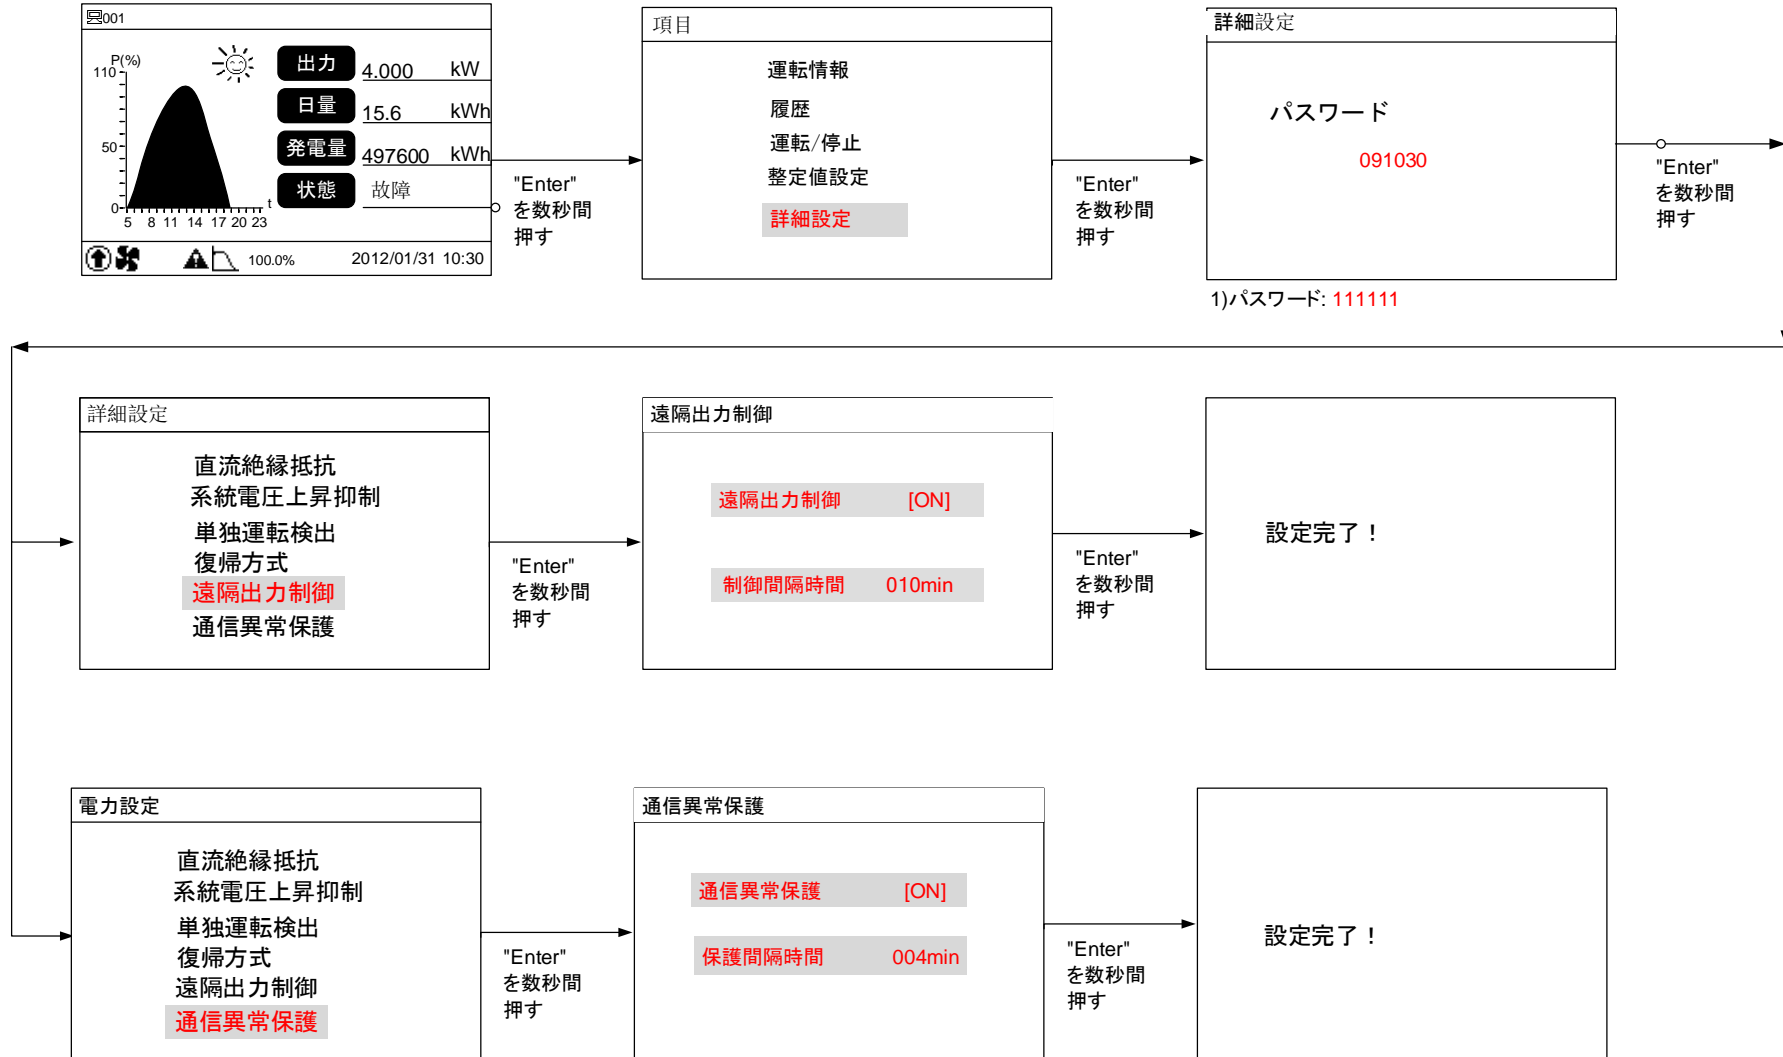 001
P(%)
110
50
0
5 8 11 14 17 20 23
t
出力 4.000 kW
日量 15.6 kWh
発電量 497600 kWh
状態 故障
100.0% 2012/01/31 10:30
"Enter"
を数秒間
押す
項目
運転情報
履歴
運転/停止
整定値設定
詳細設定
"Enter"
を数秒間
押す
詳細設定
パスワード
091030
1)パスワード: 111111
"Enter"
を数秒間
押す
詳細設定
直流絶縁抵抗
系統電圧上昇抑制
単独運転検出
復帰方式
遠隔出力制御
通信異常保護
"Enter"
を数秒間
押す
遠隔出力制御
遠隔出力制御 [ON]
制御間隔時間 010min
"Enter"
を数秒間
押す
設定完了！
電力設定
直流絶縁抵抗
系統電圧上昇抑制
単独運転検出
復帰方式
遠隔出力制御
通信異常保護
"Enter"
を数秒間
押す
通信異常保護
通信異常保護 [ON]
保護間隔時間 004min
"Enter"
を数秒間
押す
設定完了！